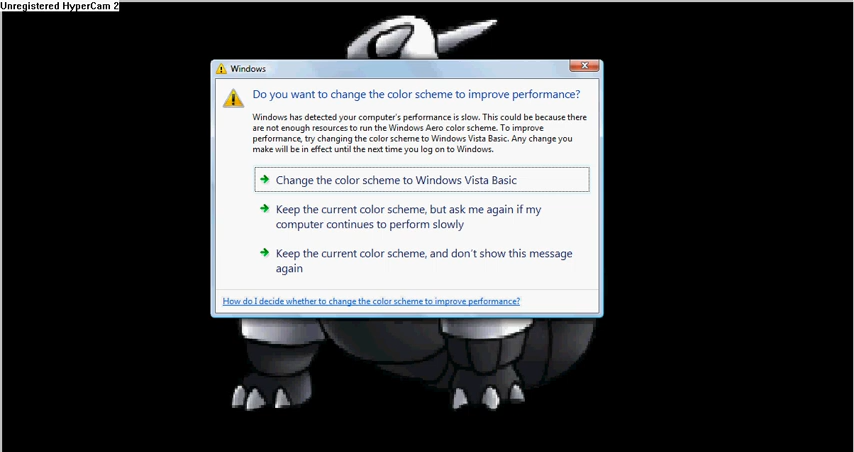 Unregistered HyperCam 2
Windows
Do you want to change the color scheme to improve performance?
Windows has detected your computer's performance is slow. This could be because there
are not enough resources to run the Windows Aero color scheme. To improve
performance, try changing the color scheme to Windows Vista Basic. Any change you
make will be in effect until the next time you log on to Windows.
Change the color scheme to Windows Vista Basic
Keep the current color scheme, but ask me again if my
computer continues to perform slowly
Keep the current color scheme, and don't show this message
again
How do I decide whether to change the color scheme to improve performance?